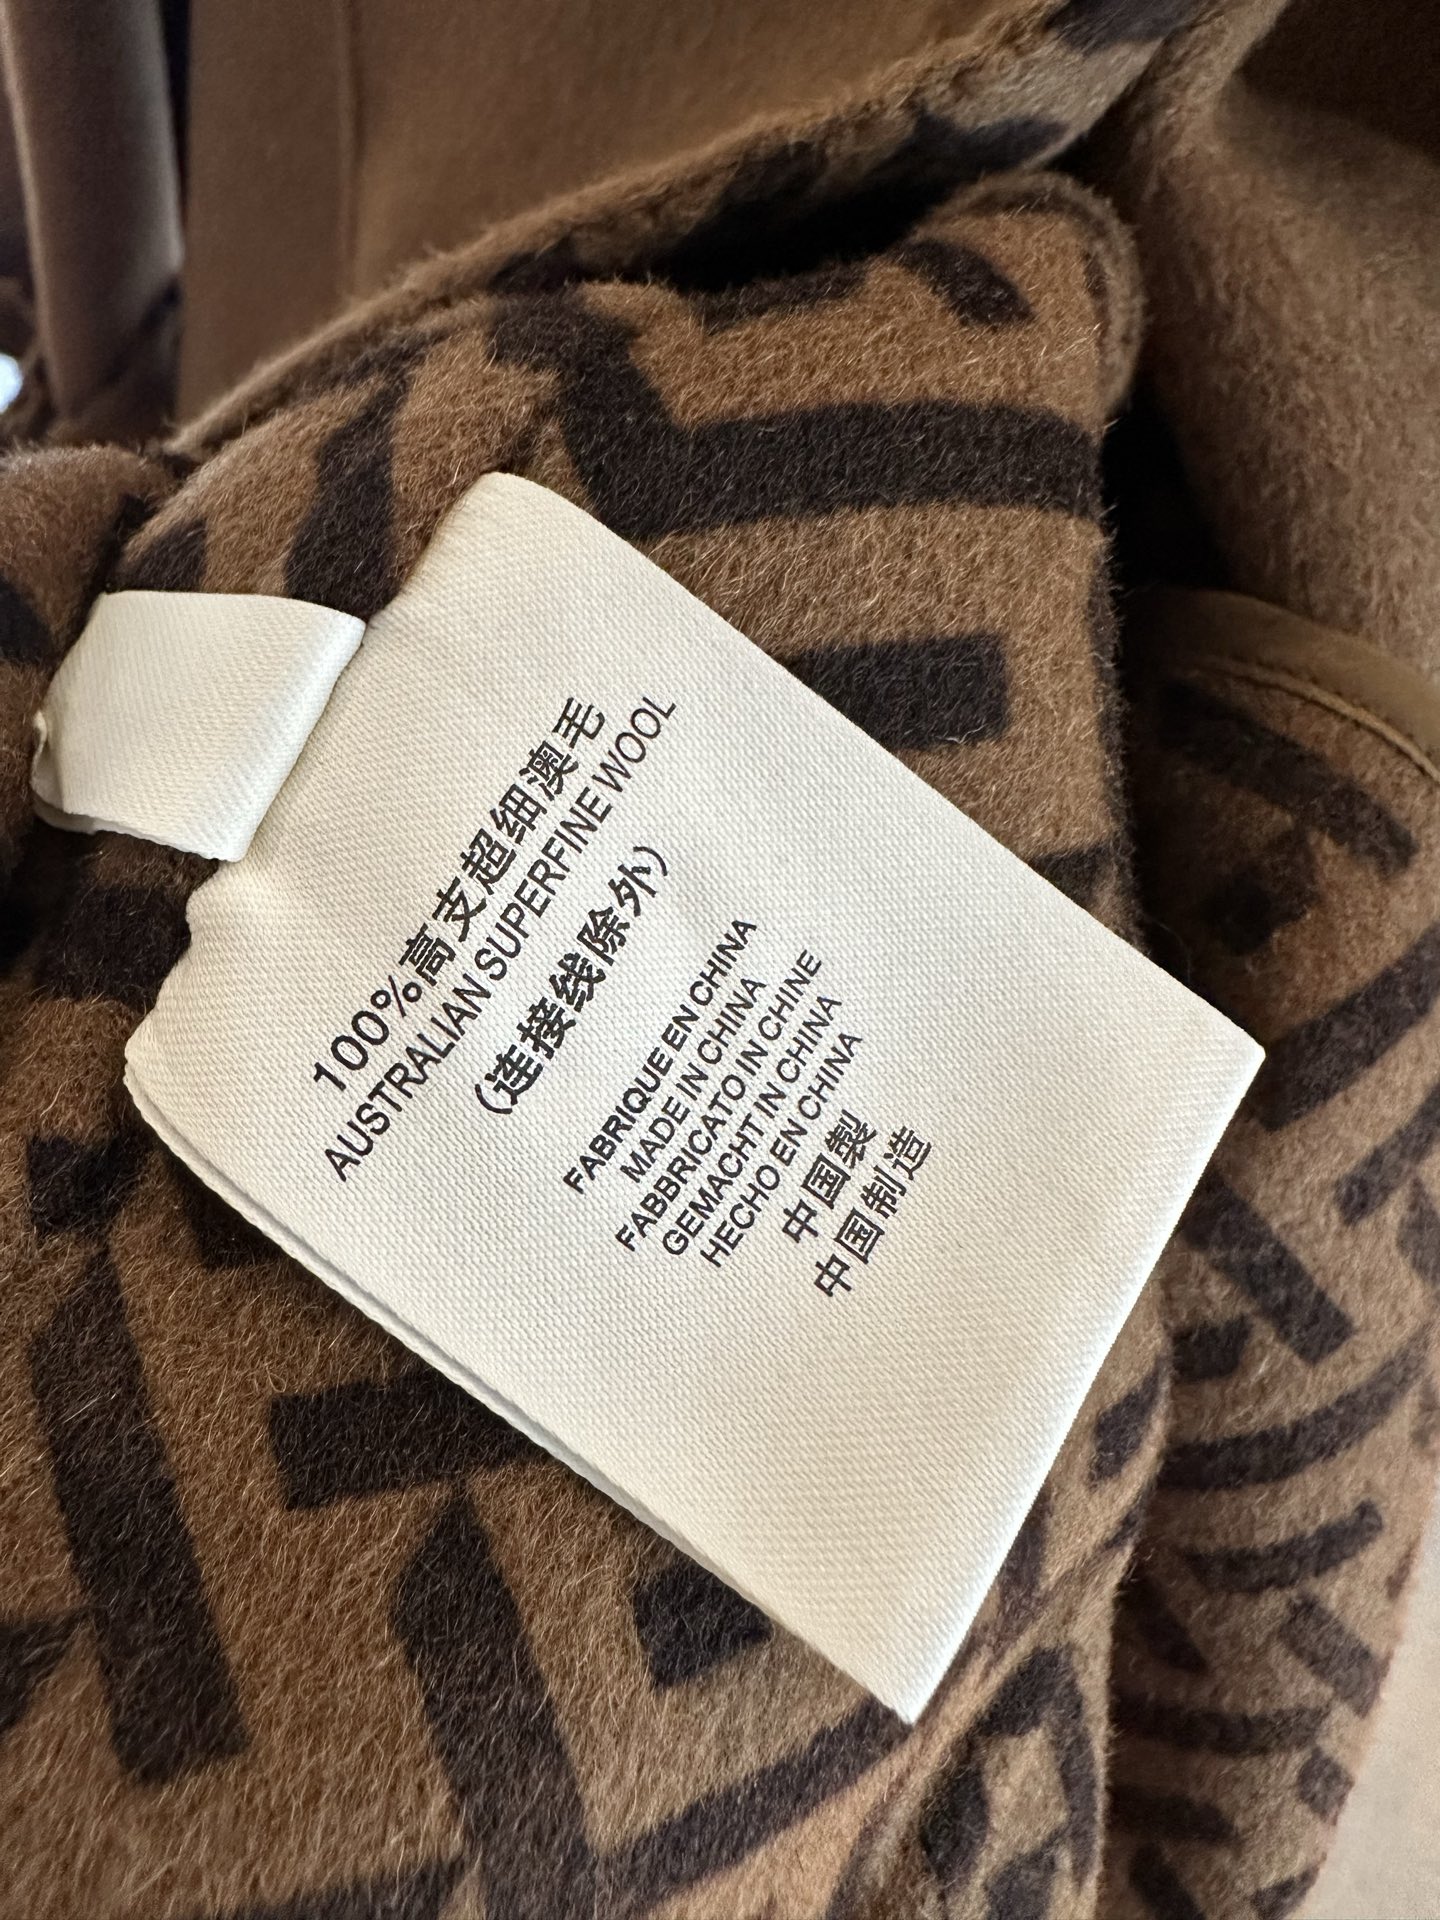 100%高支超细澳毛
AUSTRALIAN SUPERFINE WOOL
(连接线除外)
FABRIQUE EN CHINA
MADE IN CHINA
FABBRICATO IN CHINE
GEMACHT IN CHINA
HECHO EN CHINA
中国製
中国制造